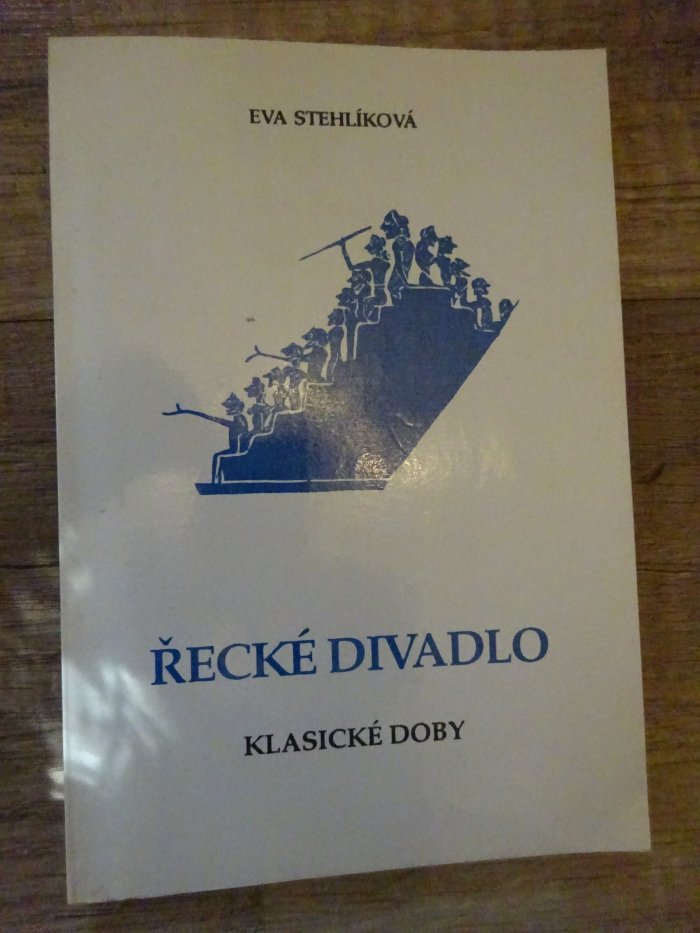 EVA STEHLÍKOVÁ
ŘECKÉ DIVADLO
KLASICKÉ DOBY